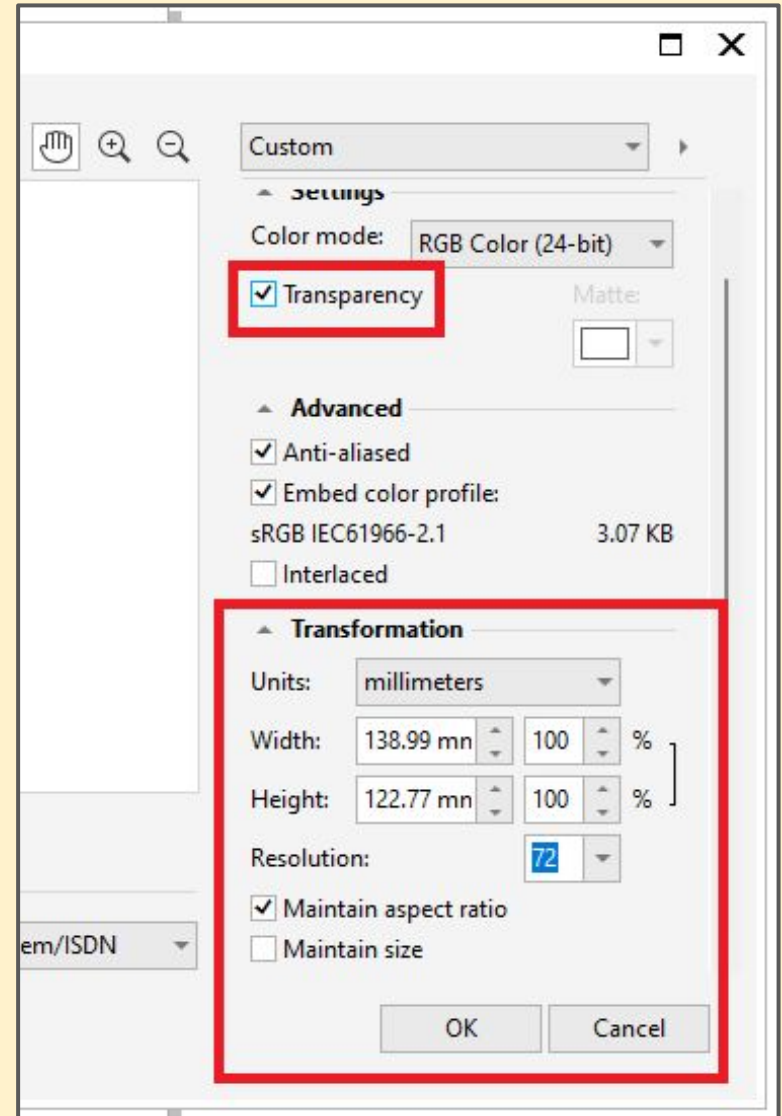 Custom
Settings
Color mode: RGB Color (24-bit)
Transparency Matte:
Advanced
Anti-aliased
Embed color profile:
sRGB IEC61966-2.1 3.07 KB
Interlaced
Transformation
Units: millimeters
Width: 138.99 mn 100 %
Height: 122.77 mn 100 %
Resolution: 72
Maintain aspect ratio
em/ISDN
Maintain size
OK Cancel